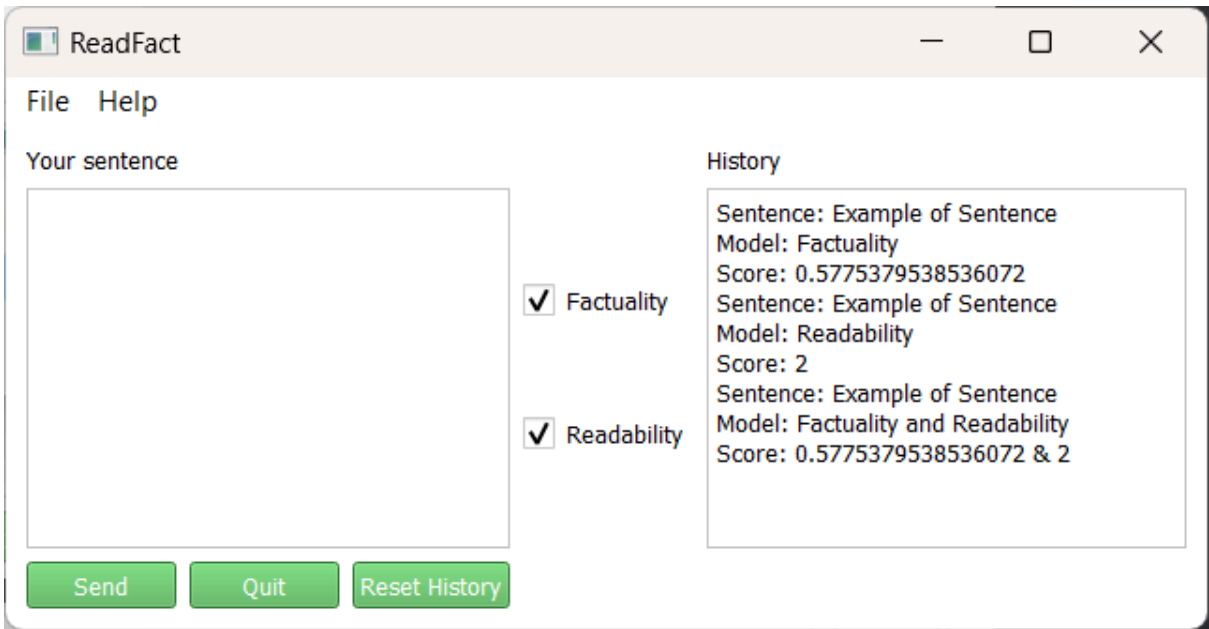 ReadFact
File Help
Your sentence
History
Sentence: Example of Sentence
Model: Factuality
Score: 0.5775379538536072
Sentence: Example of Sentence
Model: Readability
Score: 2
Sentence: Example of Sentence
Model: Factuality and Readability
Score: 0.5775379538536072 & 2
Factuality
Readability
Send Quit Reset History